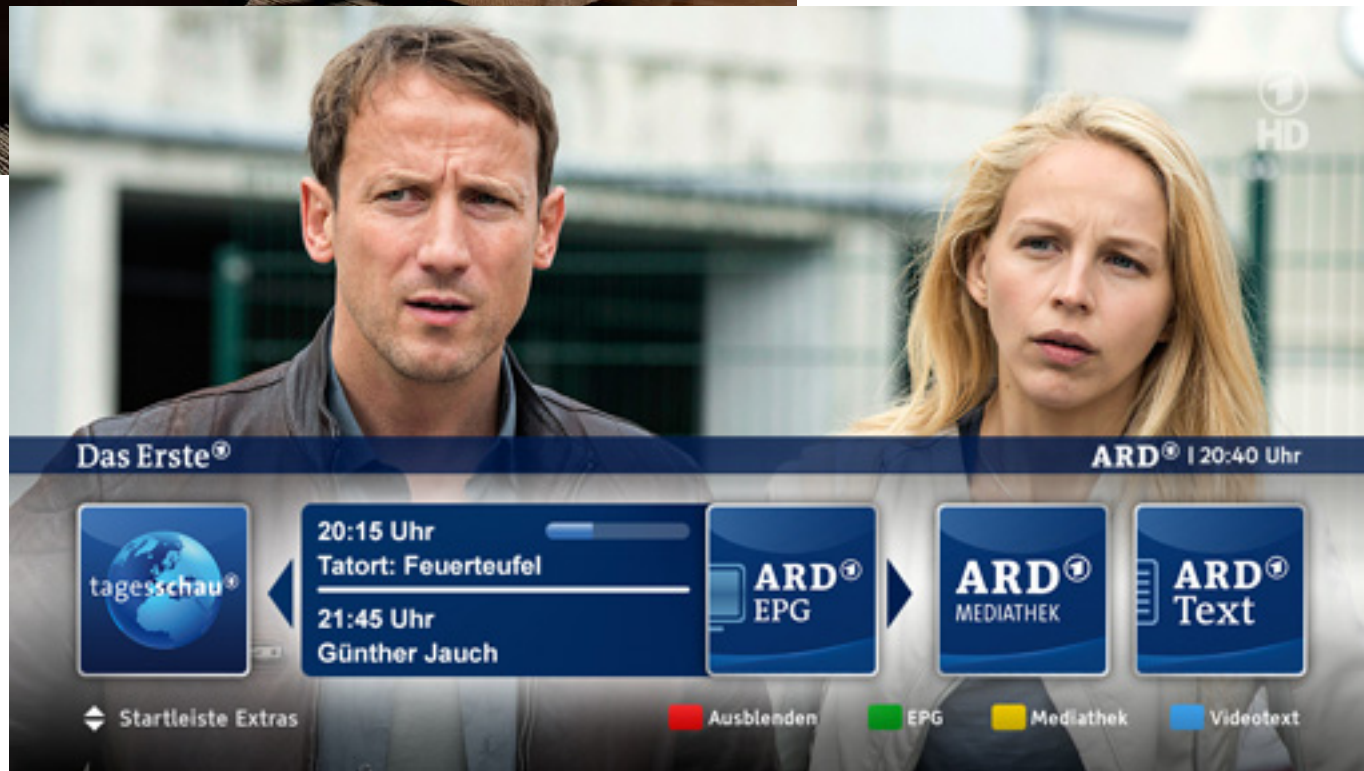 HD
Das Erste
ARD | 20:40 Uhr
tagesschau
20:15 Uhr
Tatort: Feuerteufel
21:45 Uhr
Günther Jauch
ARD
EPG
ARD
MEDIATHEK
ARD
Text
Startleiste Extras
Ausblenden
EPG
Mediathek
Videotext